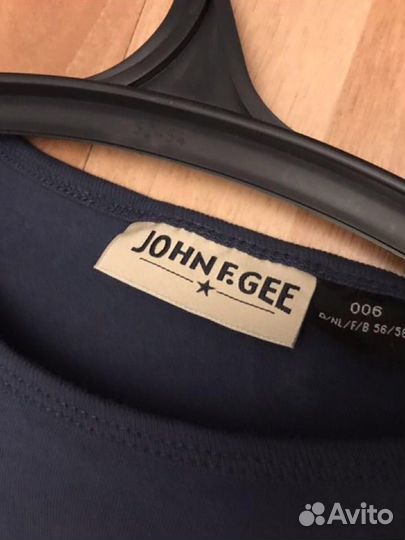 JOHN F.GEE
006
D/NL/F/B 56/58
Avito